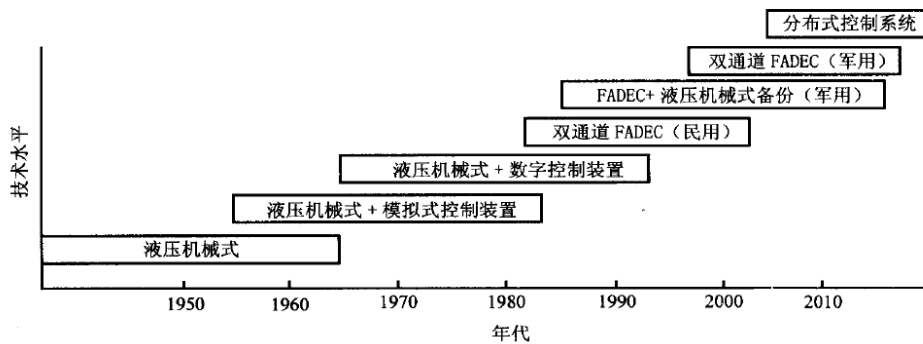 分布式控制系统
双通道 FADEC（军用）
FADEC+ 液压机械式备份（军用）
双通道 FADEC（民用）
液压机械式 + 数字控制装置
液压机械式 + 模拟式控制装置
液压机械式
技术水平
1950 1960 1970 1980 1990 2000 2010
年代